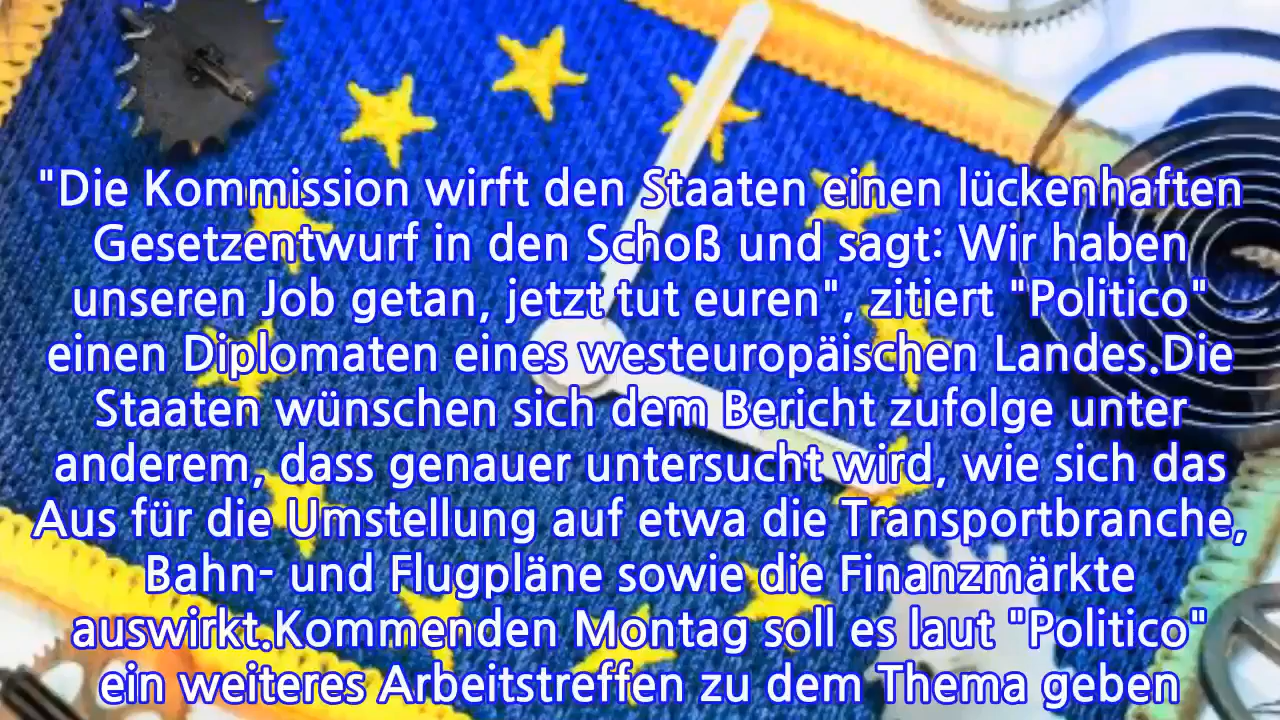 "Die Kommission wirft den Staaten einen lückenhaften
Gesetzentwurf in den Schoß und sagt: Wir haben
unseren Job getan, jetzt tut euren", zitiert "Politico"
einen Diplomaten eines westeuropäischen Landes.Die
Staaten wünschen sich dem Bericht zufolge unter
anderem, dass genauer untersucht wird, wie sich das
Aus für die Umstellung auf etwa die Transportbranche,
Bahn- und Flugpläne sowie die Finanzmärkte
auswirkt.Kommenden Montag soll es laut "Politico"
ein weiteres Arbeitstreffen zu dem Thema geben